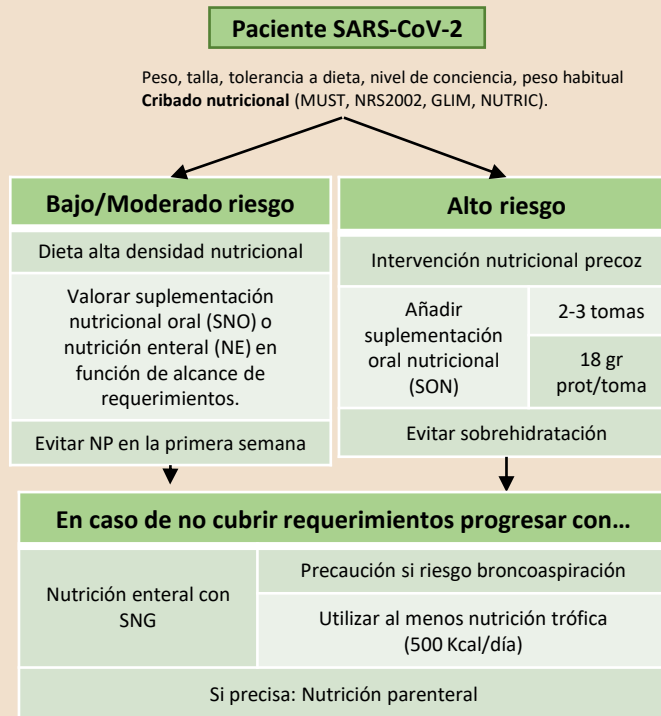 Paciente SARS-CoV-2
Peso, talla, tolerancia a dieta, nivel de conciencia, peso habitual
Cribado nutricional (MUST, NRS2002, GLIM, NUTRIC).
Bajo/Moderado riesgo
Dieta alta densidad nutricional
Valorar suplementación
nutricional oral (SNO) o
nutrición enteral (NE) en
función de alcance de
requerimientos.
Evitar NP en la primera semana
Alto riesgo
Intervención nutricional precoz
Añadir
suplementación
oral nutricional
(SON)
2-3 tomas
18 gr
prot/toma
Evitar sobrehidratación
En caso de no cubrir requerimientos progresar con...
Nutrición enteral con
SNG
Precaución si riesgo broncoaspiración
Utilizar al menos nutrición trófica
(500 Kcal/día)
Si precisa: Nutrición parenteral